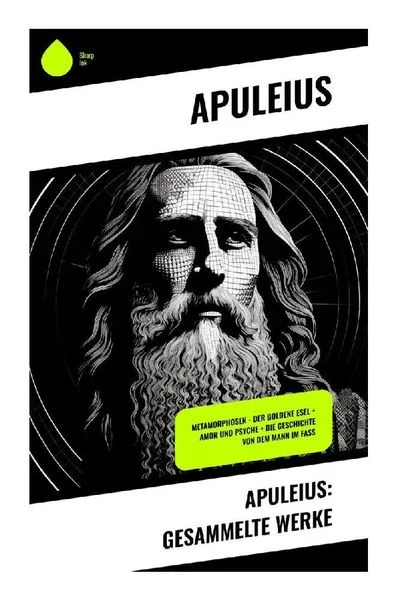 Sharp
Ink
APULEIUS
METAMORPHOSEN - DER GOLDENE ESEL +
AMOR UND PSYCHE + DIE GESCHICHTE
VON DEM MANN IM FASS
APULEIUS:
GESAMMELTE WERKE